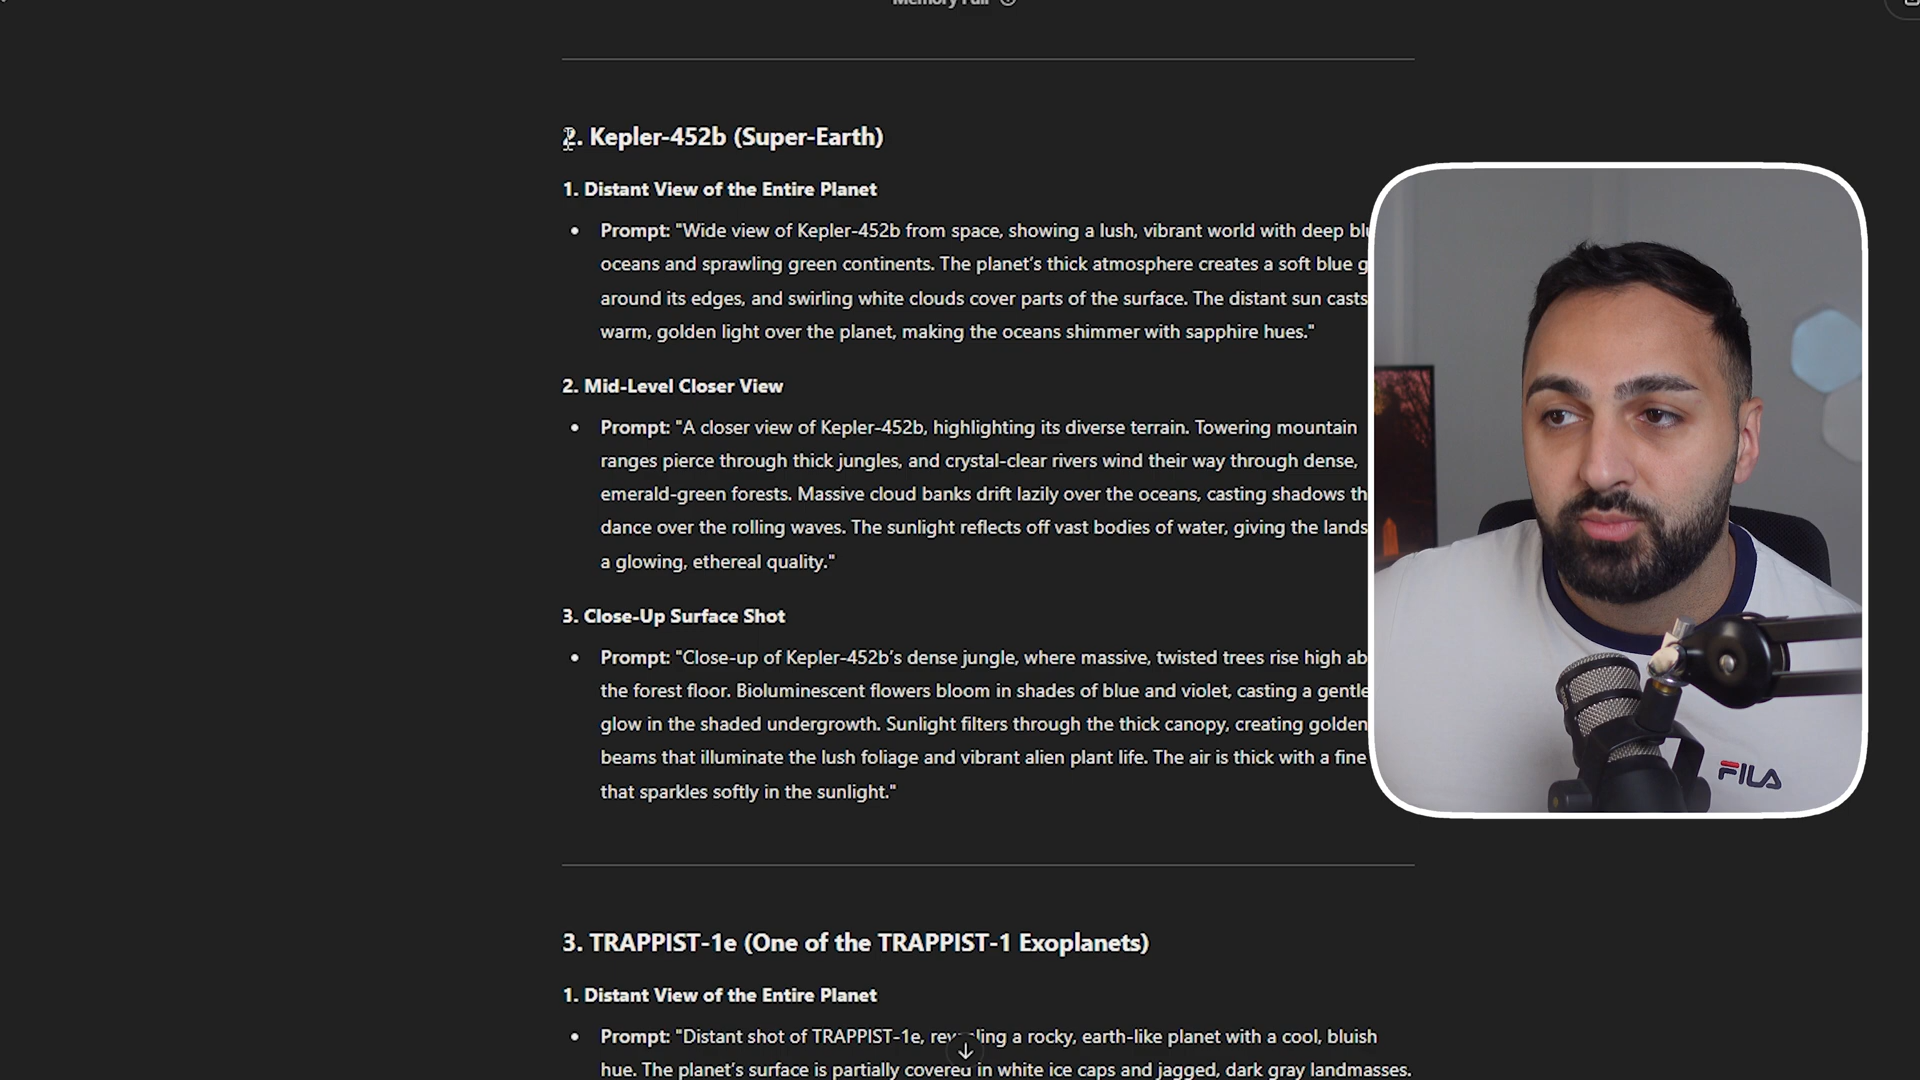 Memory Full
2. Kepler-452b (Super-Earth)
1. Distant View of the Entire Planet
• Prompt: "Wide view of Kepler-452b from space, showing a lush, vibrant world with deep
oceans and sprawling green continents. The planet’s thick atmosphere creates a soft blue
around its edges, and swirling white clouds cover parts of the surface. The distant sun casts
warm, golden light over the planet, making the oceans shimmer with sapphire hues."
2. Mid-Level Closer View
• Prompt: "A closer view of Kepler-452b, highlighting its diverse terrain. Towering mountain
ranges pierce through thick jungles, and crystal-clear rivers wind their way through dense,
emerald-green forests. Massive cloud banks drift lazily over the oceans, casting shadows
dance over the rolling waves. The sunlight reflects off vast bodies of water, giving the
a glowing, ethereal quality."
3. Close-Up Surface Shot
• Prompt: "Close-up of Kepler-452b’s dense jungle, where massive, twisted trees rise high
the forest floor. Bioluminescent flowers bloom in shades of blue and violet, casting a gentle
glow in the shaded undergrowth. Sunlight filters through the thick canopy, creating golden
beams that illuminate the lush foliage and vibrant alien plant life. The air is thick with a fine
that sparkles softly in the sunlight."
FILA
3. TRAPPIST-1e (One of the TRAPPIST-1 Exoplanets)
1. Distant View of the Entire Planet
• Prompt: "Distant shot of TRAPPIST-1e, revealing a rocky, earth-like planet with a cool, bluish
hue. The planet’s surface is partially covered in white ice caps and jagged, dark gray landmasses.